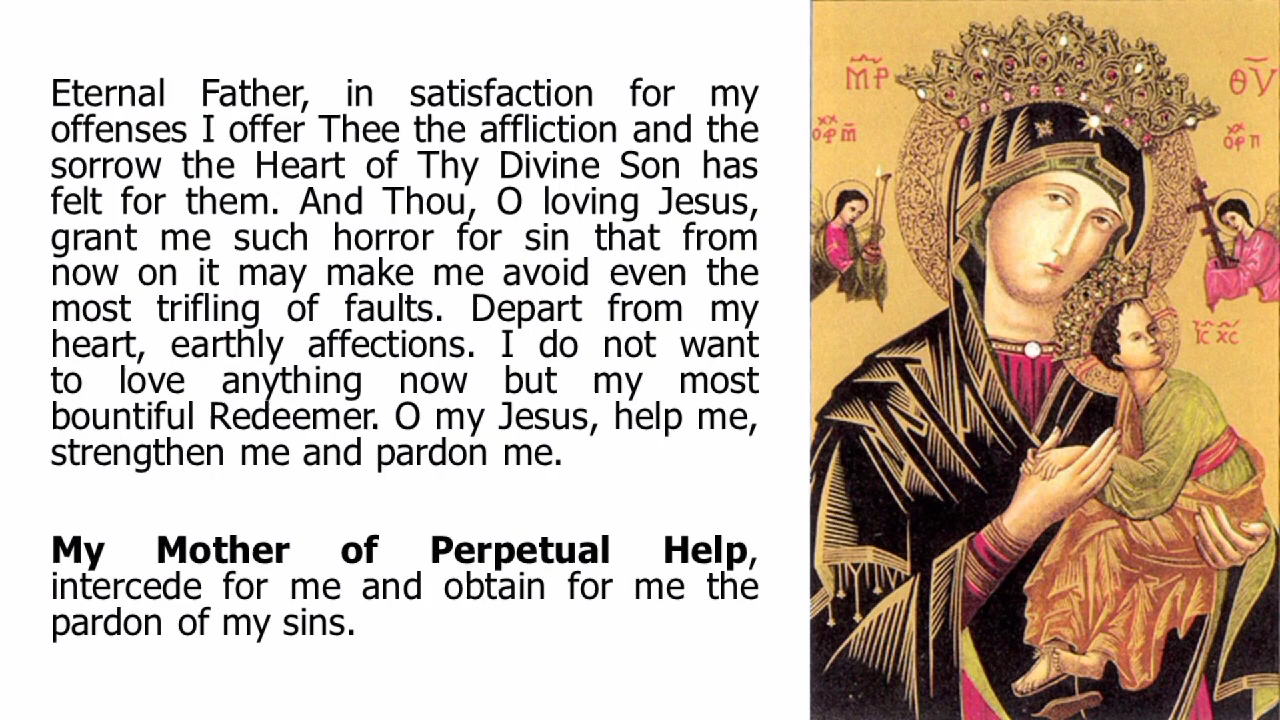 Eternal Father, in satisfaction for my
offenses I offer Thee the affliction and the
sorrow the Heart of Thy Divine Son has
felt for them. And Thou, O loving Jesus,
grant me such horror for sin that from
now on it may make me avoid even the
most trifling of faults. Depart from my
heart, earthly affections. I do not want
to love anything now but my most
bountiful Redeemer. O my Jesus, help me,
strengthen me and pardon me.
My Mother of Perpetual Help,
intercede for me and obtain for me the
pardon of my sins.
ΜΡ
ΘΥ
ΙC XC